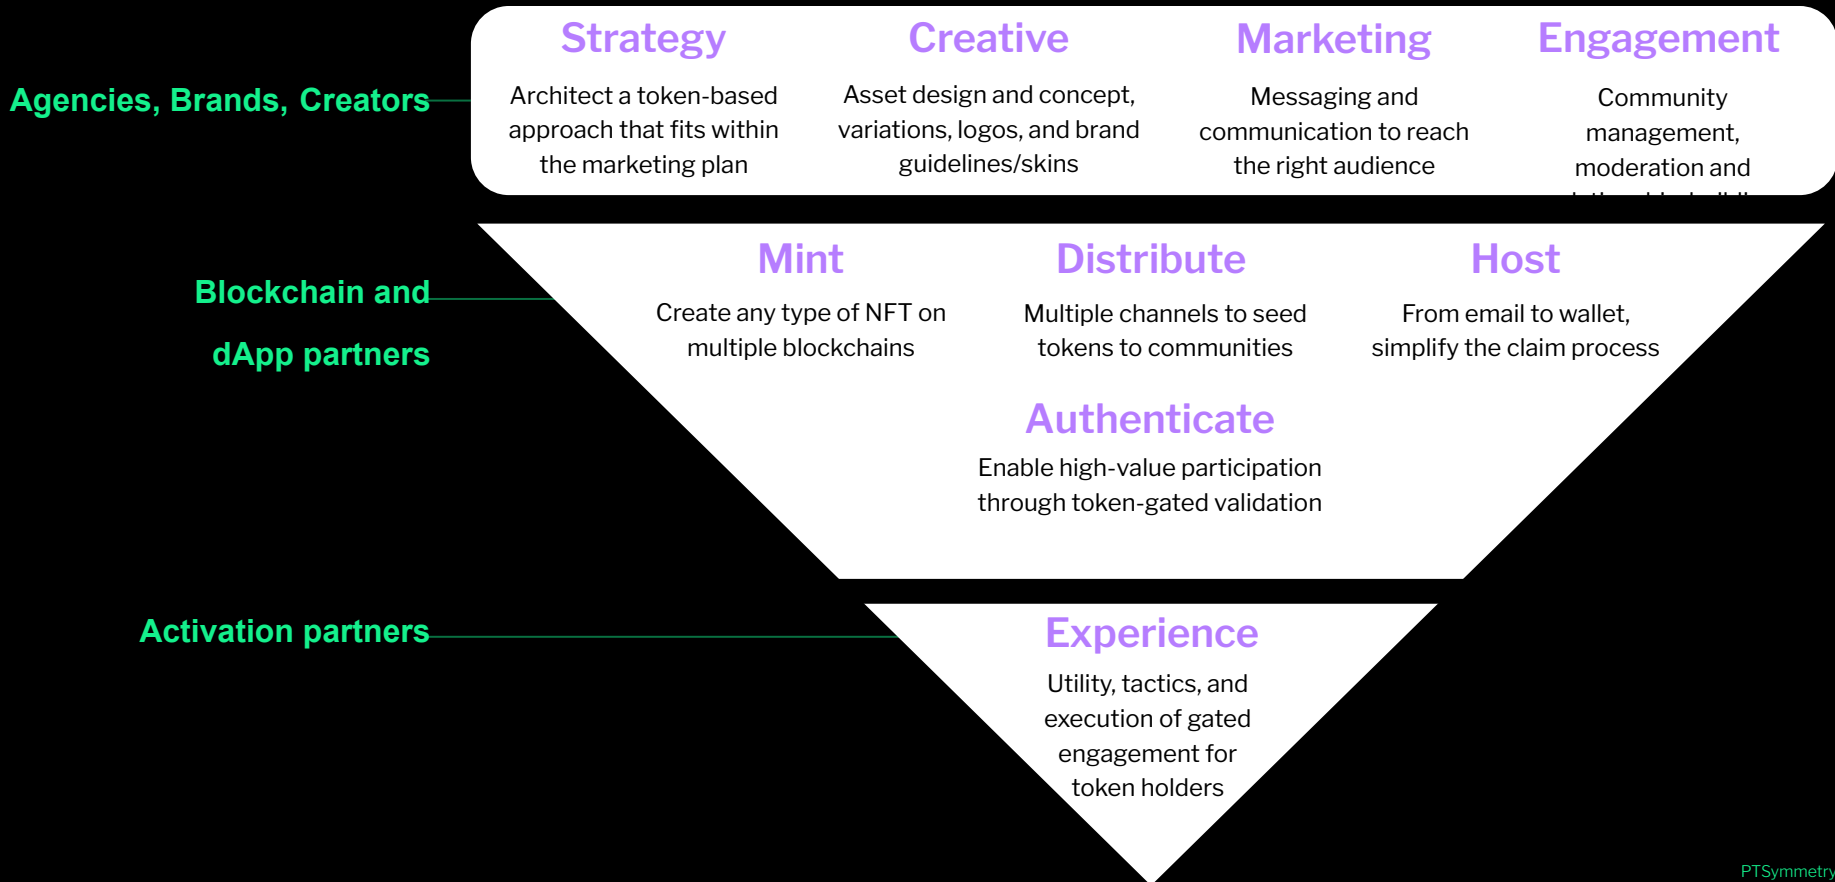 Agencies, Brands, Creators
Strategy
Architect a token-based
approach that fits within
the marketing plan
Creative
Asset design and concept,
variations, logos, and brand
guidelines/skins
Marketing
Messaging and
communication to reach
the right audience
Engagement
Community
management,
moderation and
Blockchain and
dApp partners
Mint
Create any type of NFT on
multiple blockchains
Distribute
Multiple channels to seed
tokens to communities
Host
From email to wallet,
simplify the claim process
Authenticate
Enable high-value participation
through token-gated validation
Activation partners
Experience
Utility, tactics, and
execution of gated
engagement for
token holders
PTSymmetry